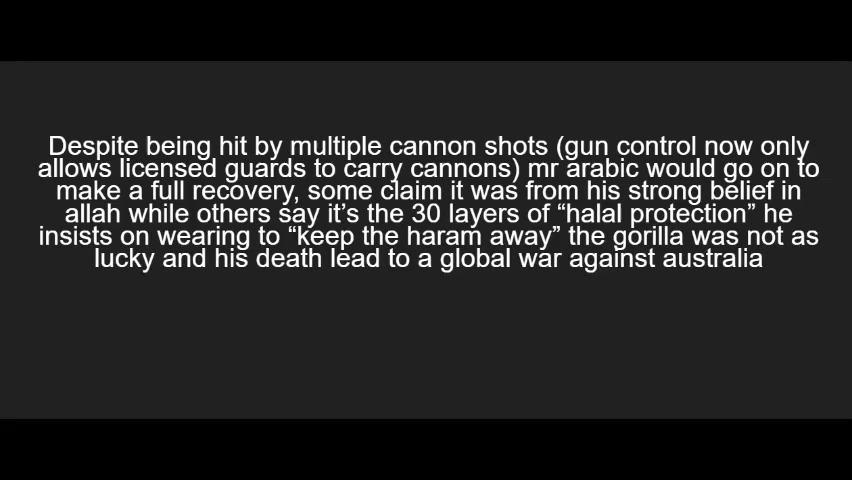 Despite being hit by multiple cannon shots (gun control now only
allows licensed guards to carry cannons) mr arabic would go on to
make a full recovery, some claim it was from his strong belief in
allah while others say it’s the 30 layers of “halal protection” he
insists on wearing to “keep the haram away” the gorilla was not as
lucky and his death lead to a global war against australia